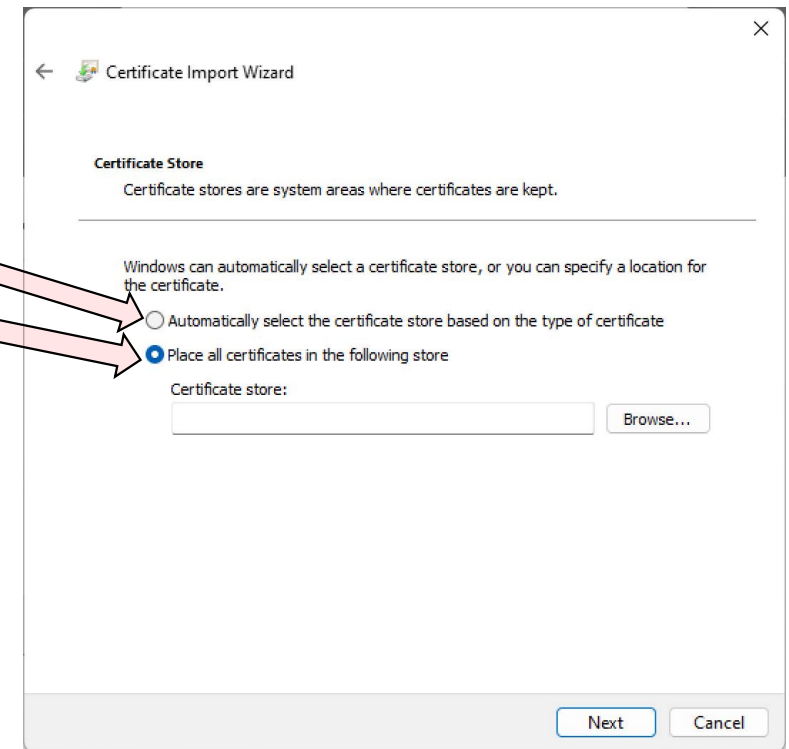 Certificate Import Wizard
Certificate Store
Certificate stores are system areas where certificates are kept.
Windows can automatically select a certificate store, or you can specify a location for
the certificate.
Automatically select the certificate store based on the type of certificate
Place all certificates in the following store
Certificate store:
Browse...
Next
Cancel